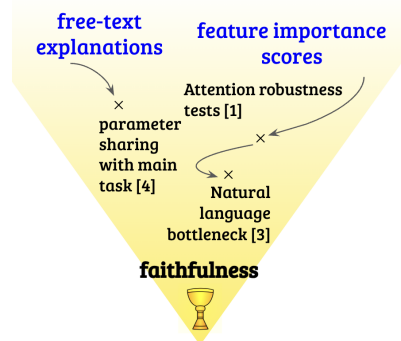 free-text
explanations
feature importance
scores
Attention robustness
tests [1]
parameter
sharing
with main
task [4]
Natural
language
bottleneck [3]
faithfulness